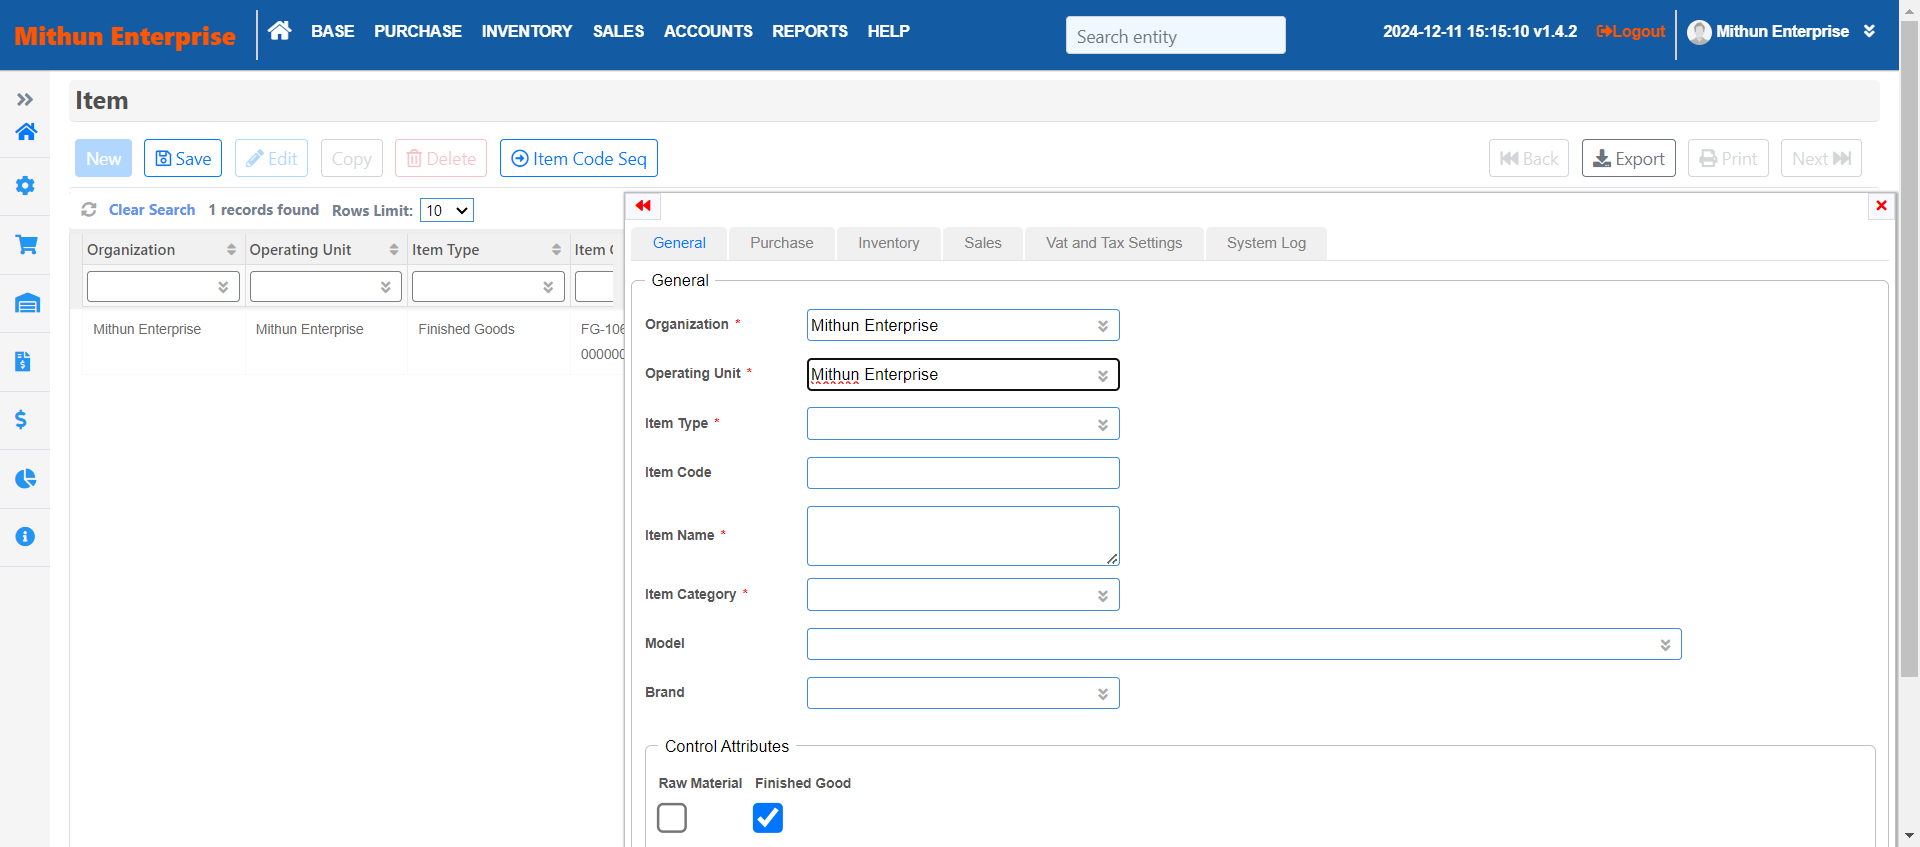 Mithun Enterprise
BASE PURCHASE INVENTORY SALES ACCOUNTS REPORTS HELP
Search entity
2024-12-11 15:15:10 v1.4.2
Logout
Mithun Enterprise
Item
New Save Edit Copy Delete Item Code Seq
Back Export Print Next
Clear Search 1 records found Rows Limit: 10
Organization Operating Unit Item Type Item C
Mithun Enterprise Mithun Enterprise Finished Goods FG-106
000000
General Purchase Inventory Sales Vat and Tax Settings System Log
General
Organization * Mithun Enterprise
Operating Unit * Mithun Enterprise
Item Type *
Item Code
Item Name *
Item Category *
Model
Brand
Control Attributes
Raw Material Finished Good